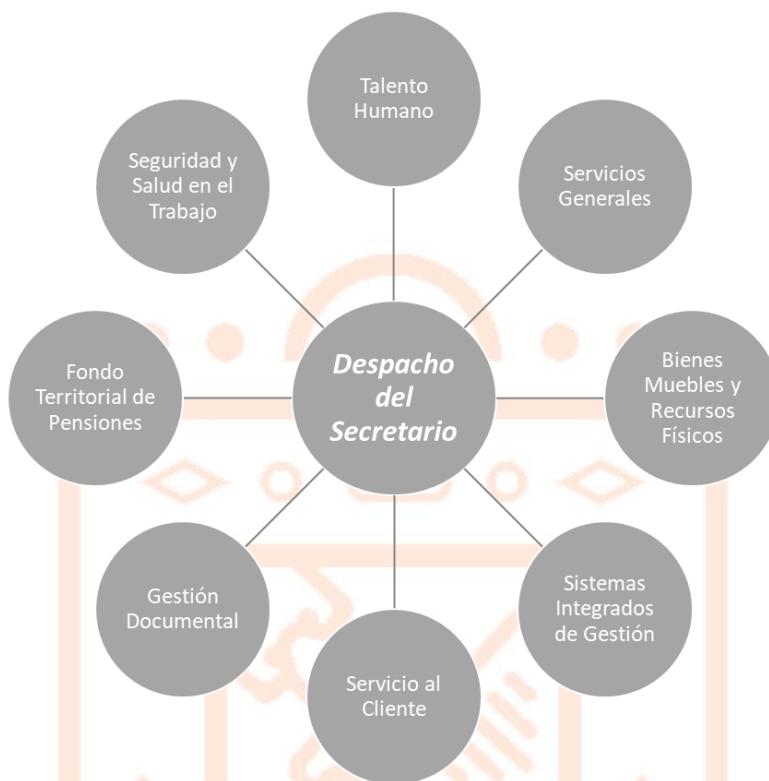 Talento
Humano
Servicios
Generales
Bienes
Muebles y
Recursos
Físicos
Sistemas
Integrados
de Gestión
Servicio al
Cliente
Gestión
Documental
Fondo
Territorial de
Pensiones
Seguridad y
Salud en el
Trabajo
Despacho
del
Secretario